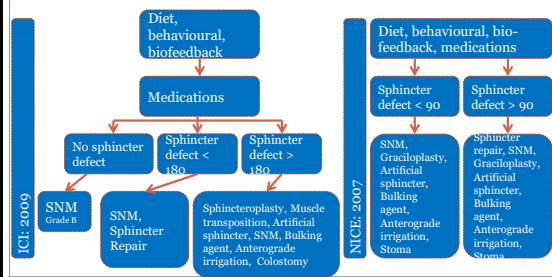 ICI: 2009
Diet,
behavioural,
biofeedback
Medications
No sphincter
defect
Sphincter
defect <
180
Sphincter
defect >
180
SNM
Grade B
SNM,
Sphincter
Repair
Sphincteroplasty, Muscle
transposition, Artificial
sphincter, SNM, Bulking
agent, Anterograde
irrigation, Colostomy
NICE: 2007
Diet, behavioural, bio-
feedback, medications
Sphincter
defect < 90
Sphincter
defect > 90
SNM,
Graciloplasty,
Artificial
sphincter,
Bulking
agent,
Anterograde
irrigation,
Stoma
Sphincter
repair, SNM,
Graciloplasty,
Artificial
sphincter,
Bulking
agent,
Anterograde
irrigation,
Stoma